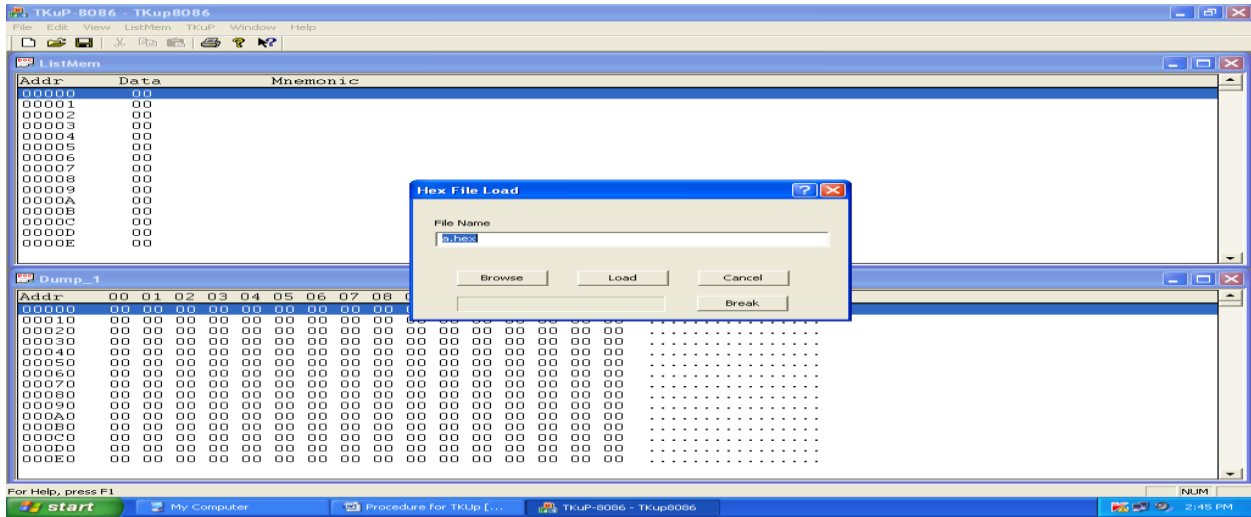 TKuP-8086 - TKup8086
File Edit View ListMem TKuP Window Help
ListMem
Addr Data Mnemonic
00000 00
00001 00
00002 00
00003 00
00004 00
00005 00
00006 00
00007 00
00008 00
00009 00
0000A 00
0000B 00
0000C 00
0000D 00
0000E 00
Hex File Load
File Name
a.hex
Browse Load Cancel
Break
Dump_1
Addr 00 01 02 03 04 05 06 07 08
00000 00 00 00 00 00 00 00 00 00
00010 00 00 00 00 00 00 00 00 00 00 00 00 00 00 00 00 ................
00020 00 00 00 00 00 00 00 00 00 00 00 00 00 00 00 00 ................
00030 00 00 00 00 00 00 00 00 00 00 00 00 00 00 00 00 ................
00040 00 00 00 00 00 00 00 00 00 00 00 00 00 00 00 00 ................
00050 00 00 00 00 00 00 00 00 00 00 00 00 00 00 00 00 ................
00060 00 00 00 00 00 00 00 00 00 00 00 00 00 00 00 00 ................
00070 00 00 00 00 00 00 00 00 00 00 00 00 00 00 00 00 ................
00080 00 00 00 00 00 00 00 00 00 00 00 00 00 00 00 00 ................
00090 00 00 00 00 00 00 00 00 00 00 00 00 00 00 00 00 ................
000A0 00 00 00 00 00 00 00 00 00 00 00 00 00 00 00 00 ................
000B0 00 00 00 00 00 00 00 00 00 00 00 00 00 00 00 00 ................
000C0 00 00 00 00 00 00 00 00 00 00 00 00 00 00 00 00 ................
000D0 00 00 00 00 00 00 00 00 00 00 00 00 00 00 00 00 ................
000E0 00 00 00 00 00 00 00 00 00 00 00 00 00 00 00 00 ................
For Help, press F1 NUM
start My Computer Procedure for TKUp [... TKuP-8086 - TKup8086 2:45 PM